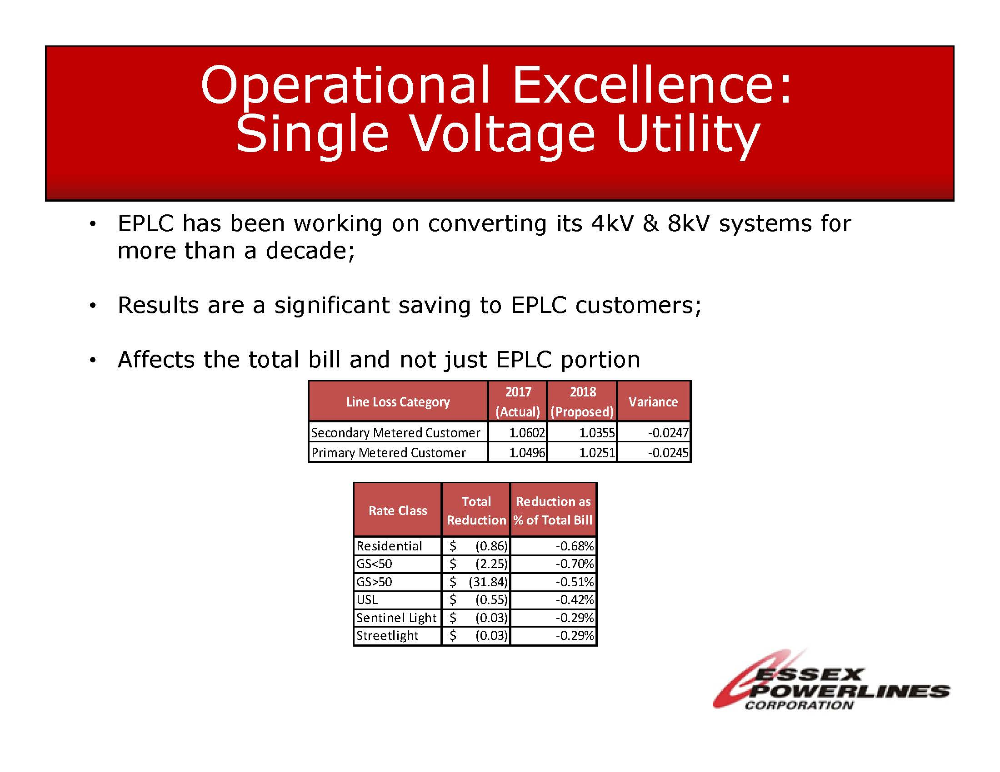 Operational Excellence:
Single Voltage Utility
• EPLC has been working on converting its 4kV & 8kV systems for
more than a decade;
• Results are a significant saving to EPLC customers;
• Affects the total bill and not just EPLC portion
Line Loss Category 2017 (Actual) 2018 (Proposed) Variance
Secondary Metered Customer 1.0602 1.0355 -0.0247
Primary Metered Customer 1.0496 1.0251 -0.0245
Rate Class Total Reduction Reduction as % of Total Bill
Residential $ (0.86) -0.68%
GS<50 $ (2.25) -0.70%
GS>50 $ (31.84) -0.51%
USL $ (0.55) -0.42%
Sentinel Light $ (0.03) -0.29%
Streetlight $ (0.03) -0.29%
ESSEX
POWERLINES
CORPORATION